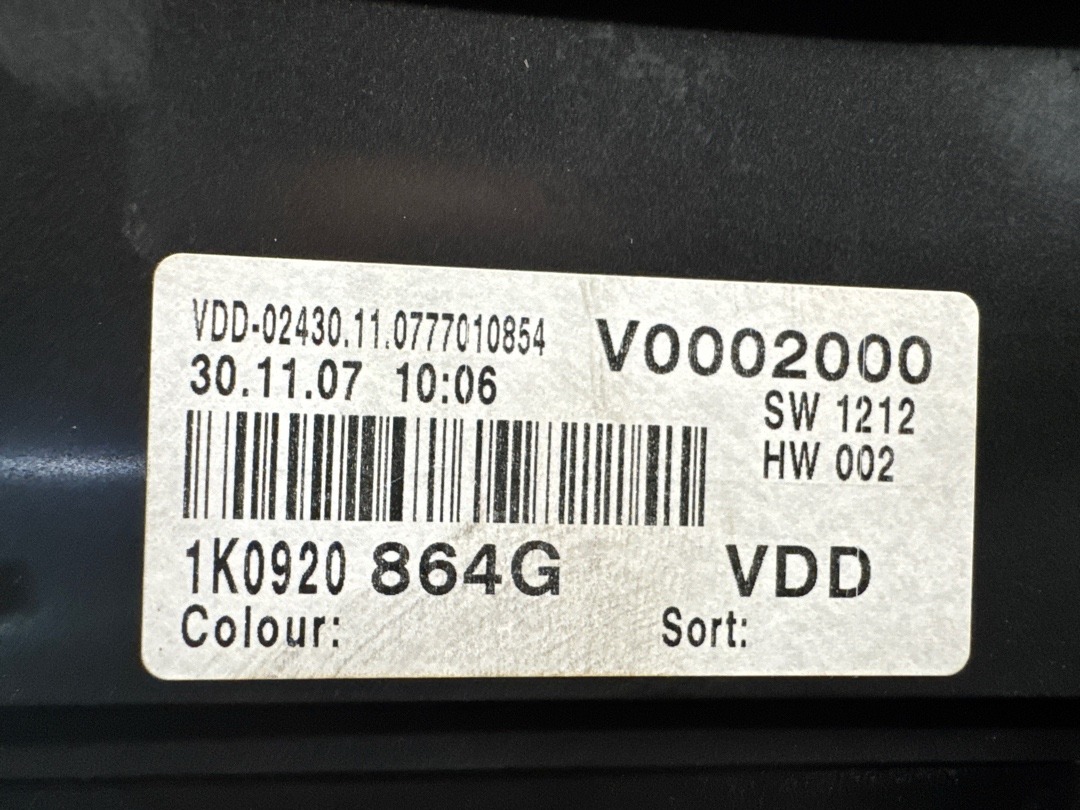 VDD-02430.11.0777010854
V0002000
30.11.07 10:06
SW 1212
HW 002
1K0920 864G
VDD
Colour:
Sort: